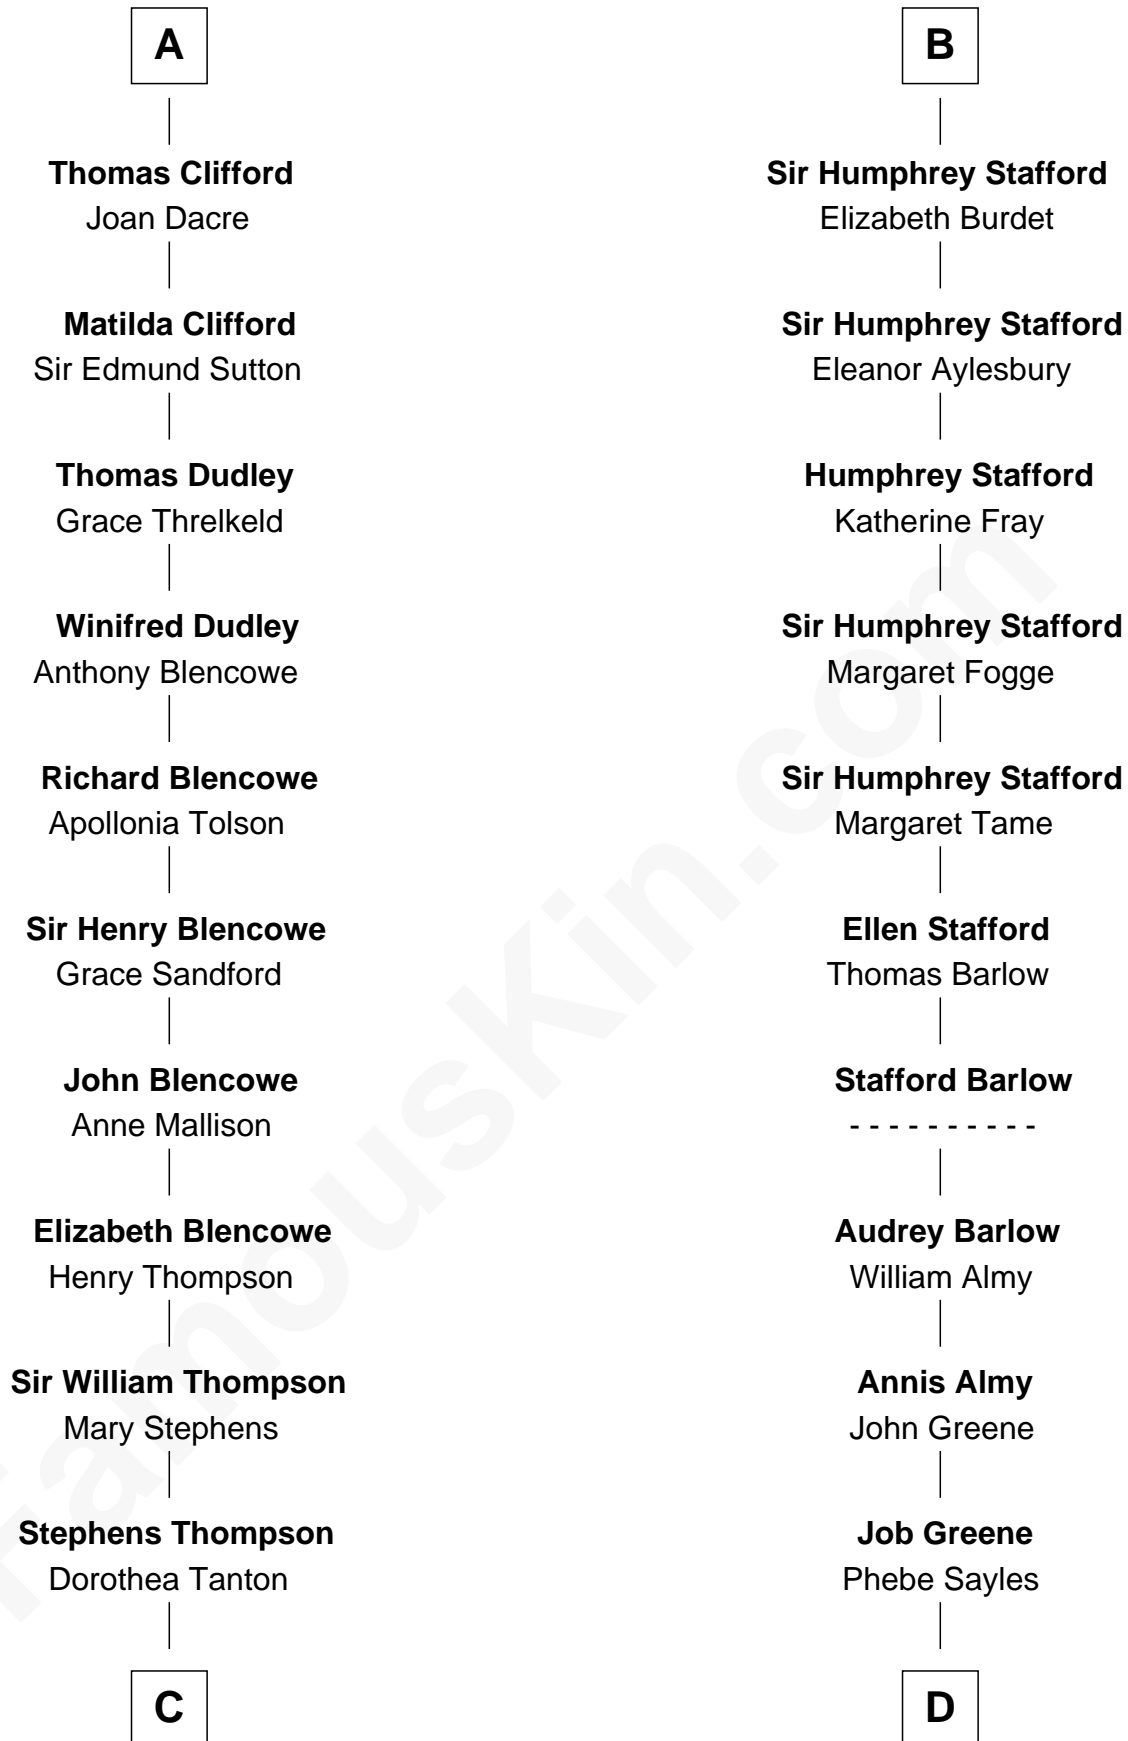 A
Thomas Clifford
Joan Dacre
Matilda Clifford
Sir Edmund Sutton
Thomas Dudley
Grace Threlkeld
Winifred Dudley
Anthony Blencowe
Richard Blencowe
Apollonia Tolson
Sir Henry Blencowe
Grace Sandford
John Blencowe
Anne Mallison
Elizabeth Blencowe
Henry Thompson
Sir William Thompson
Mary Stephens
Stephens Thompson
Dorothea Tanton
C
B
Sir Humphrey Stafford
Elizabeth Burdet
Sir Humphrey Stafford
Eleanor Aylesbury
Humphrey Stafford
Katherine Fray
Sir Humphrey Stafford
Margaret Fogge
Sir Humphrey Stafford
Margaret Tame
Ellen Stafford
Thomas Barlow
Stafford Barlow
- - - - - - - - - -
Audrey Barlow
William Almy
Annis Almy
John Greene
Job Greene
Phebe Sayles
D
FamousKin.com